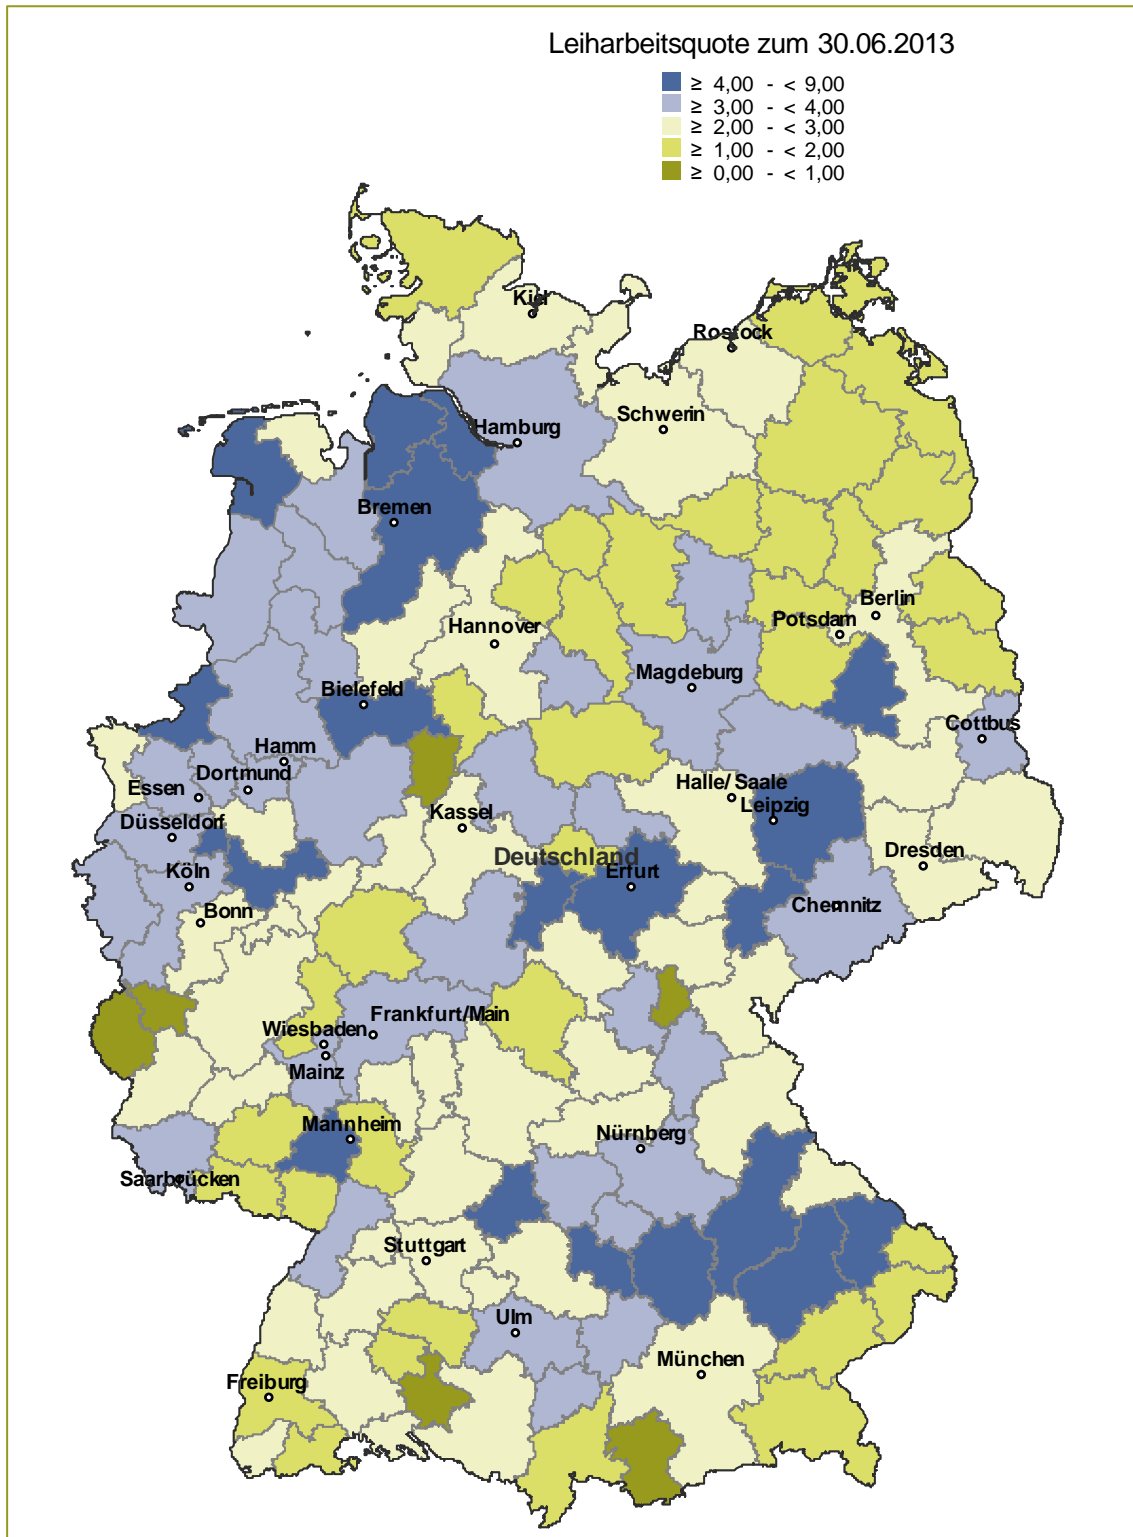 Leiharbeitsquote zum 30.06.2013
≥ 4,00 - < 9,00
≥ 3,00 - < 4,00
≥ 2,00 - < 3,00
≥ 1,00 - < 2,00
≥ 0,00 - < 1,00
Kiel
Rostock
Schwerin
Hamburg
Bremen
Berlin
Potsdam
Hannover
Magdeburg
Bielefeld
Cottbus
Hamm
Dortmund
Essen
Halle/ Saale
Leipzig
Düsseldorf
Kassel
Dresden
Deutschland
Erfurt
Köln
Chemnitz
Bonn
Frankfurt/Main
Wiesbaden
Mainz
Mannheim
Nürnberg
Saarbrücken
Stuttgart
Ulm
München
Freiburg